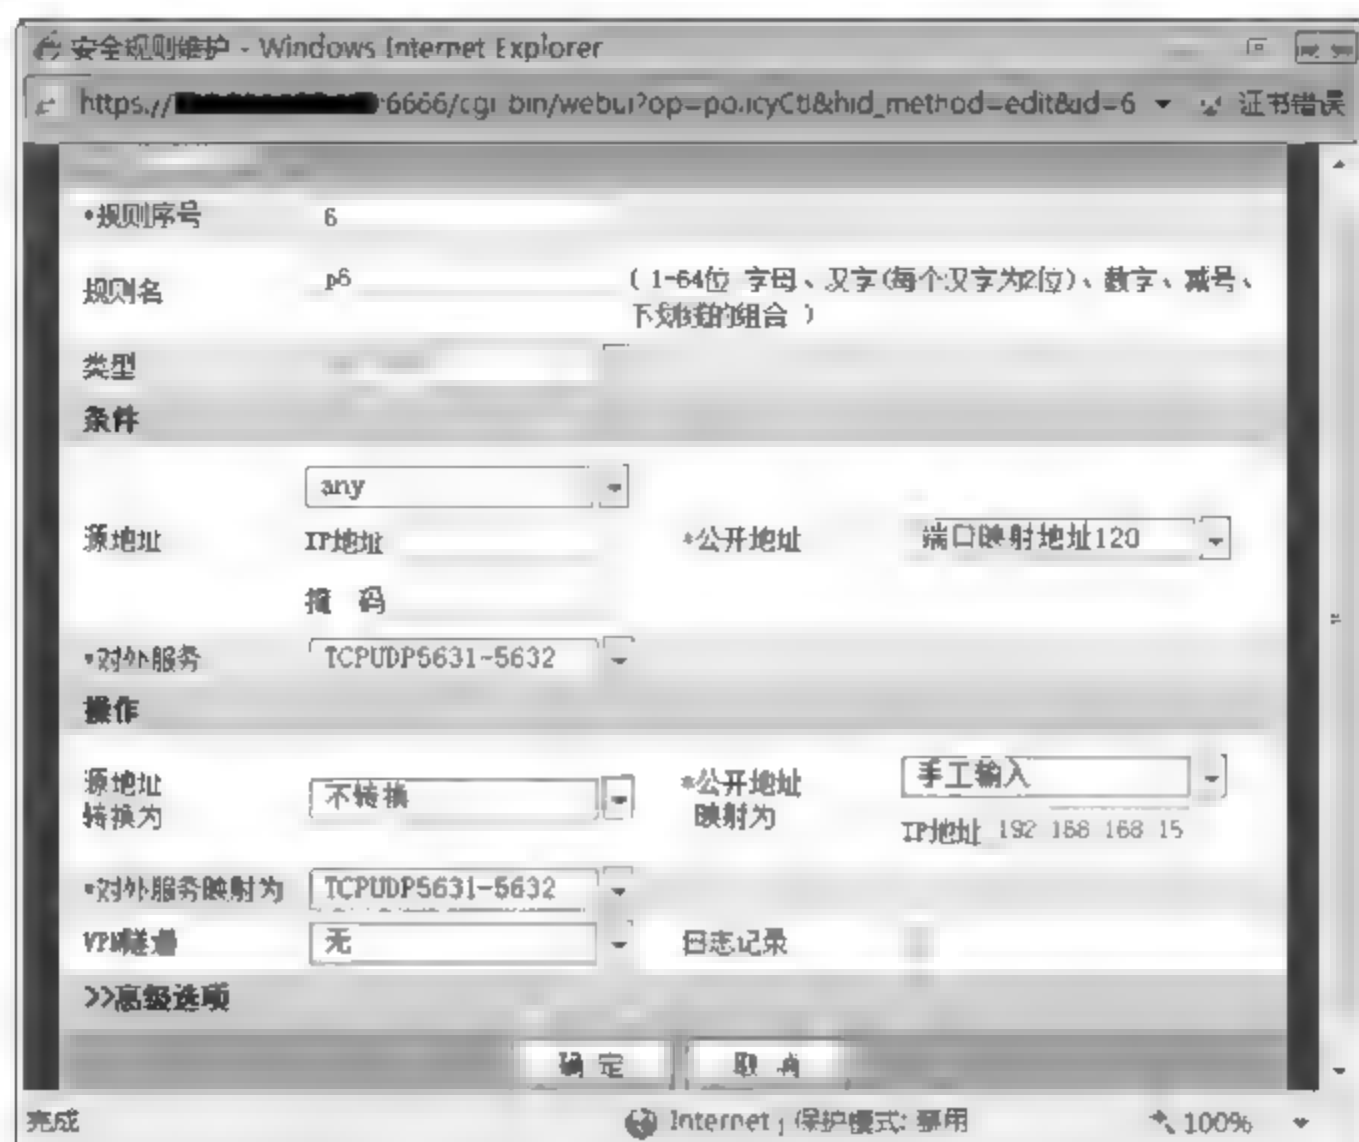 安全规则维护 - Windows Internet Explorer
https:// :6666/cgi-bin/webui?op=policyCtl&hid_method=edit&id=6 证书错误
*规则序号 6
规则名 p6 (1-64位 字母、汉字(每个汉字为2位)、数字、减号、
下划线的组合)
类型
条件
any
源地址 IP地址 *公开地址 端口映射地址120
掩 码
*对外服务 TCPUDP5631-5632
操作
源地址 转换为 不转换 *公开地址 映射为 手工输入
IP地址 192 168 168 15
*对外服务映射为 TCPUDP5631-5632
VPN隧道 无 日志记录
>>高级选项
确 定 取 消
完成 Internet | 保护模式: 禁用 100%